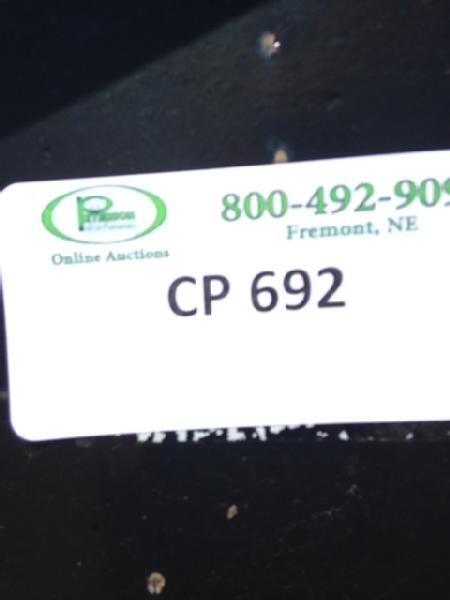 800-492-909
Fremont, NE
Online Auctions
CP 692